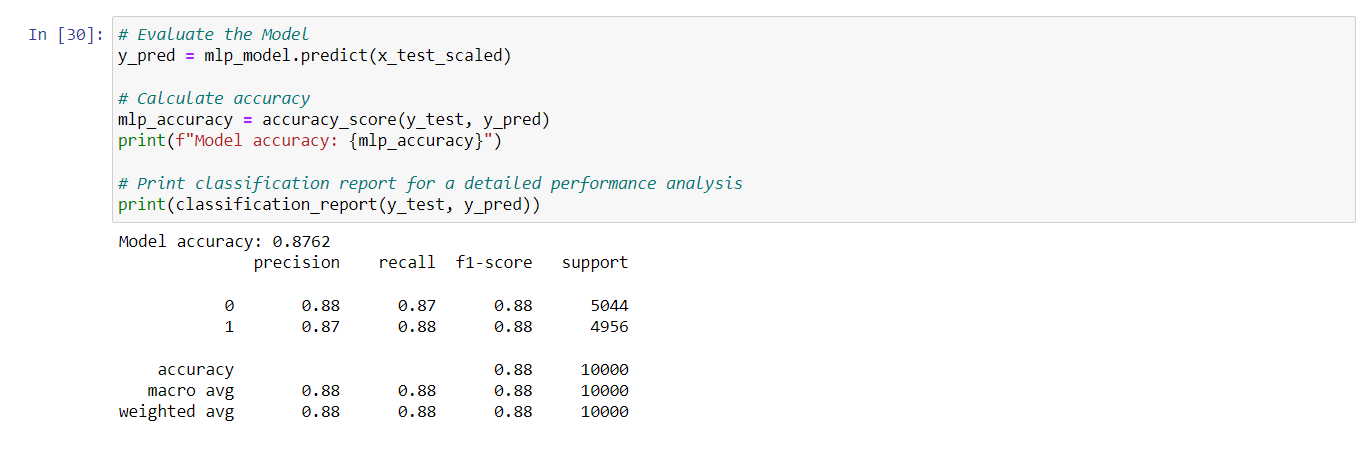 In [30]: # Evaluate the Model
y_pred = mlp_model.predict(x_test_scaled)
# Calculate accuracy
mlp_accuracy = accuracy_score(y_test, y_pred)
print(f"Model accuracy: {mlp_accuracy}")
# Print classification report for a detailed performance analysis
print(classification_report(y_test, y_pred))
Model accuracy: 0.8762
precision recall f1-score support
0 0.88 0.87 0.88 5044
1 0.87 0.88 0.88 4956
accuracy 0.88 10000
macro avg 0.88 0.88 0.88 10000
weighted avg 0.88 0.88 0.88 10000